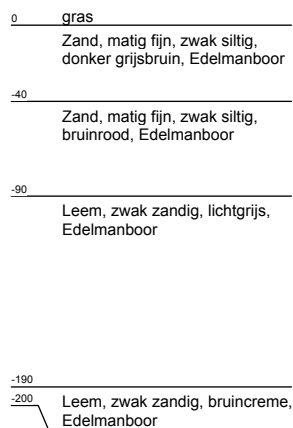 0 gras
Zand, matig fijn, zwak siltig,
donker grijsbruin, Edelmanboor
-40
Zand, matig fijn, zwak siltig,
bruinrood, Edelmanboor
-90
Leem, zwak zandig, lichtgrijs,
Edelmanboor
-190
-200 Leem, zwak zandig, bruincreme,
Edelmanboor